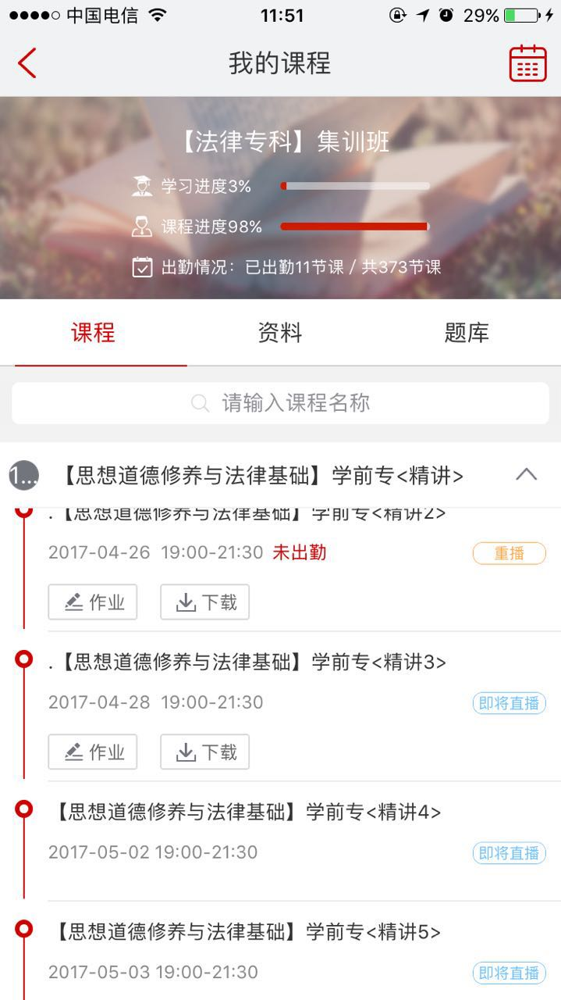 中国电信 11:51 29%
我的课程
【法律专科】集训班
学习进度3%
课程进度98%
出勤情况：已出勤11节课 / 共373节课
课程 资料 题库
请输入课程名称
1... 【思想道德修养与法律基础】学前专<精讲>
.【思想道德修养与法律基础】学前专<精讲2>
2017-04-26 19:00-21:30 未出勤 重播
作业 下载
.【思想道德修养与法律基础】学前专<精讲3>
2017-04-28 19:00-21:30 即将直播
作业 下载
【思想道德修养与法律基础】学前专<精讲4>
2017-05-02 19:00-21:30 即将直播
【思想道德修养与法律基础】学前专<精讲5>
2017-05-03 19:00-21:30 即将直播